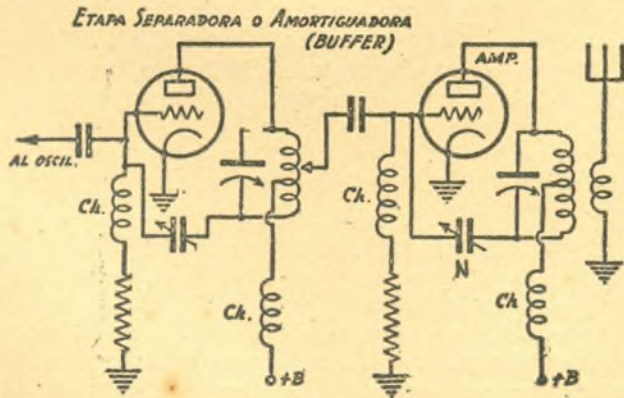 ETAPA SEPARADORA O AMORTIGUADORA
(BUFFER)
AMP.
AL OSCIL.
Ch.
Ch.
Ch.
N
Ch
+B
+B